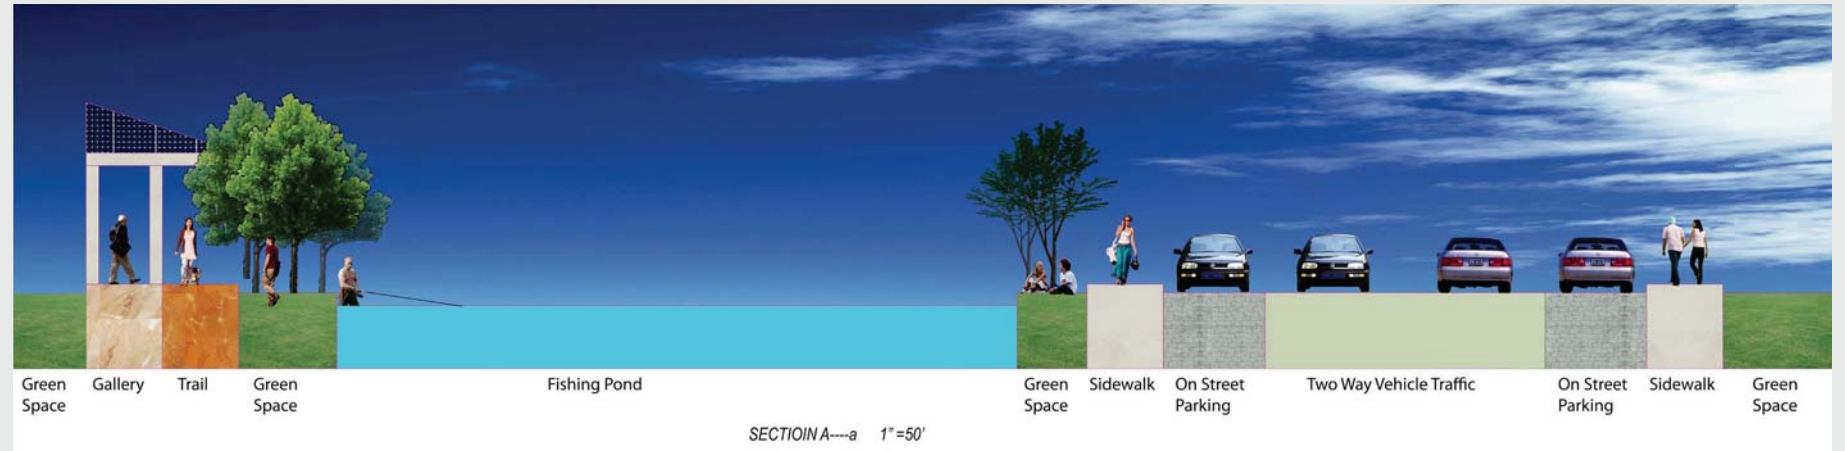 Green
Space
Gallery
Trail
Green
Space
Fishing Pond
Green
Space
Sidewalk
On Street
Parking
Two Way Vehicle Traffic
On Street
Parking
Sidewalk
Green
Space
SECTIOIN A----a 1"=50'